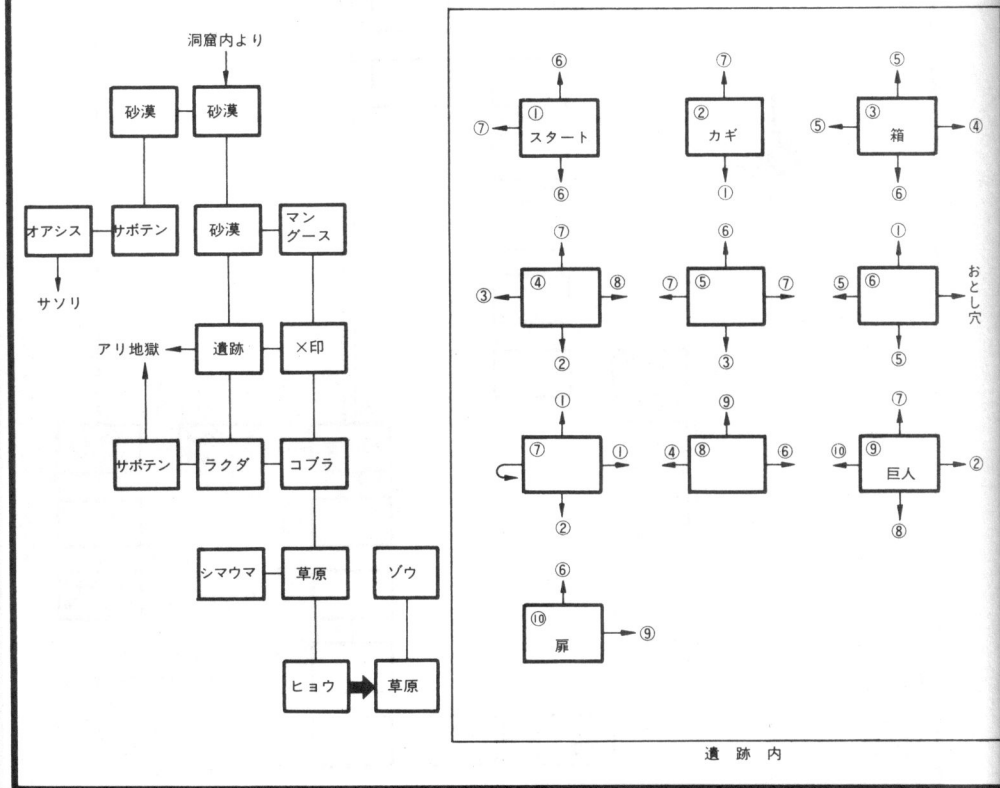 洞窟内より
砂漠
砂漠
オアシス
サボテン
砂漠
マン
グース
サソリ
アリ地獄
遺跡
×印
サボテン
ラクダ
コブラ
シマウマ
草原
ゾウ
ヒョウ
草原
⑥
①
スタート
⑦
⑥
⑦
②
カギ
①
⑤
③
箱
⑤
④
⑥
⑦
④
③
⑧
②
⑥
⑤
⑦
⑦
③
①
⑥
⑤
おとし穴
⑤
①
⑦
①
②
⑨
⑧
④
⑥
⑦
⑨
巨人
⑩
②
⑧
⑥
⑩
扉
⑨
遺跡内